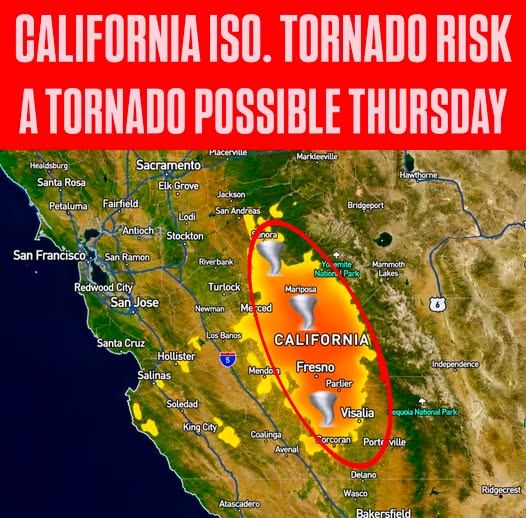 CALIFORNIA ISO. TORNADO RISK
A TORNADO POSSIBLE THURSDAY
Placerville
Markleeville
Healdsburg
Sacramento
Hawthorne
Santa Rosa
Elk Grove
Petaluma
Fairfield
Jackson
Bridgeport
Lodi
San Andreas
Antioch
Stockton
Sonora
San Francisco
San Ramon
Riverbank
Yosemite
National Park
Mammoth
Lakes
Redwood City
Turlock
Mariposa
San Jose
Newman
Merced
6
Santa Cruz
Los Banos
CALIFORNIA
Hollister
5
Fresno
Independence
Salinas
Mendota
Parlier
Soledad
Visalia
equoia National Park
King City
Coalinga
Corcoran
Porterville
Avenal
Delano
Wasco
Ridgecrest
Atascadero
Bakersfield